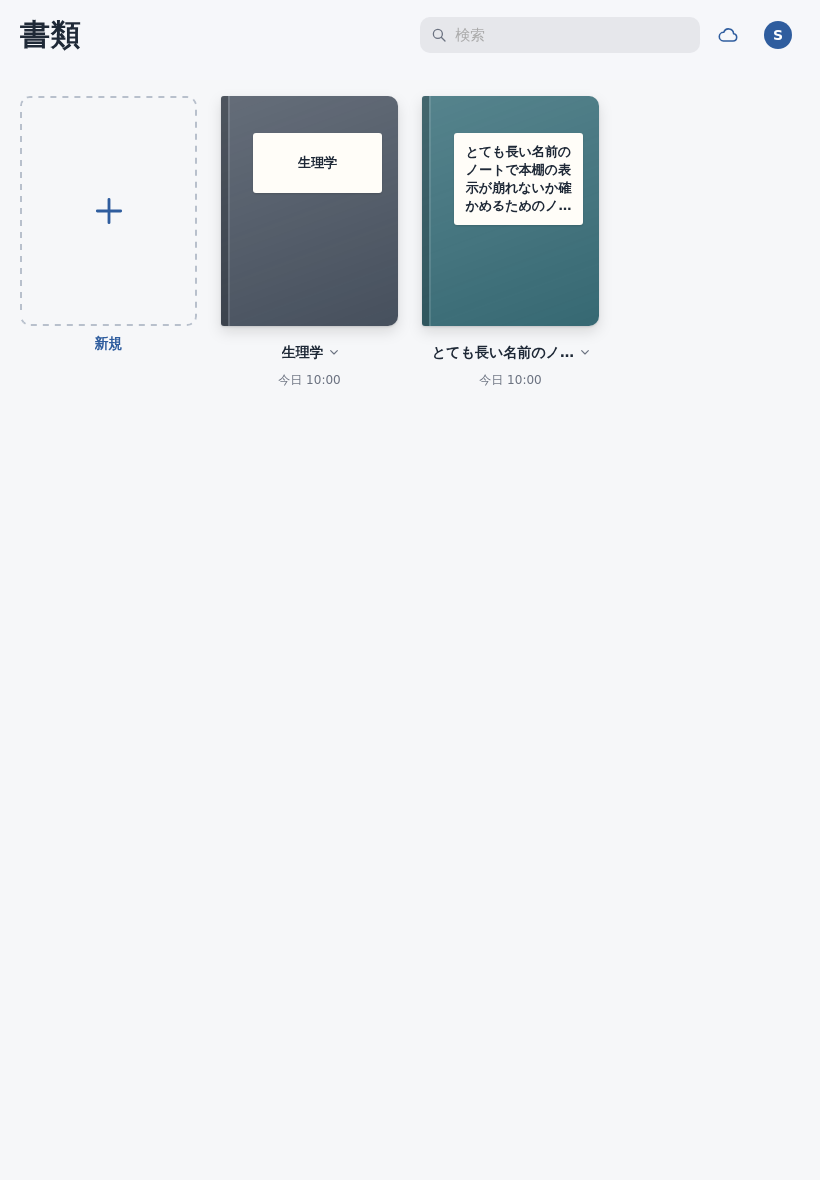 書類
検索
S
生理学
とても長い名前の
ノートで本棚の表
示が崩れないか確
かめるためのノ...
新規
生理学
とても長い名前のノ...
今日 10:00
今日 10:00